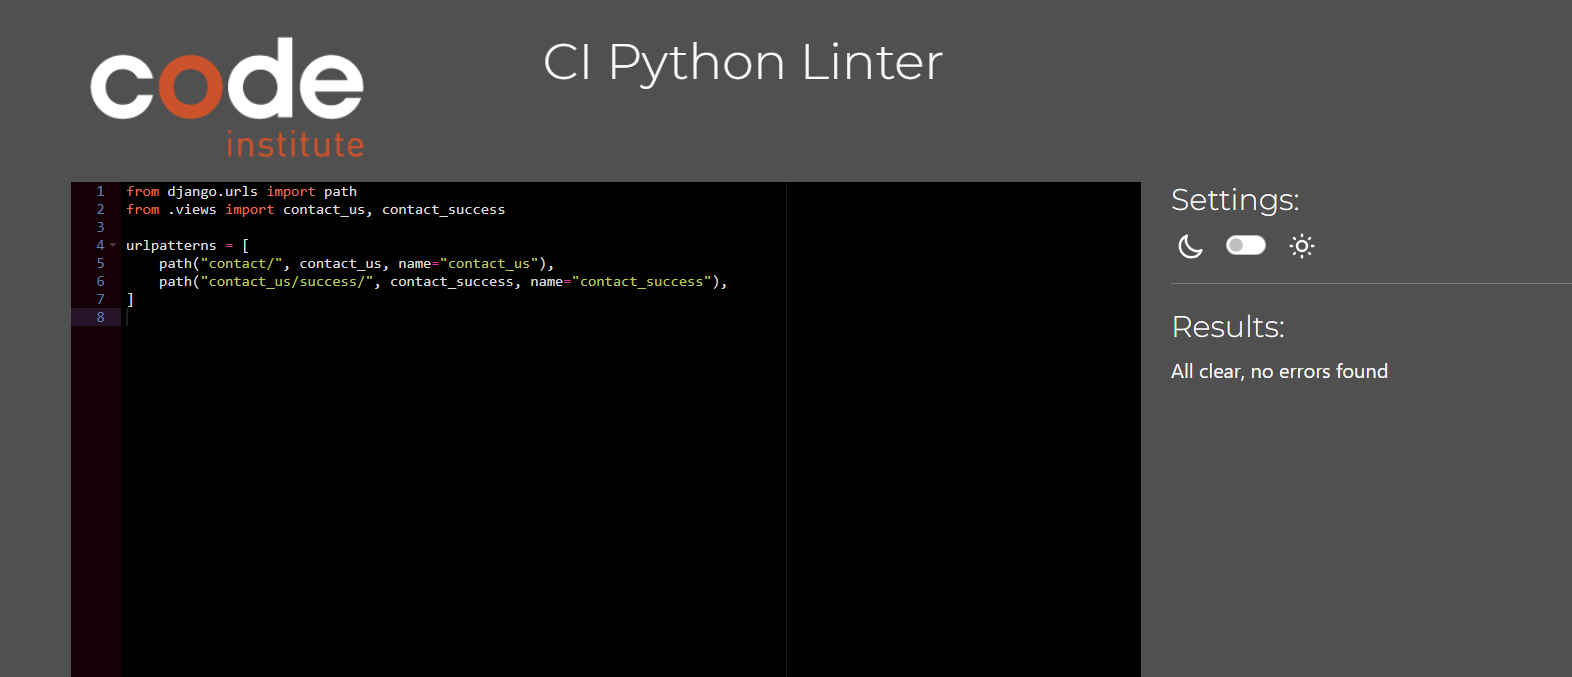 code
institute
CI Python Linter
1 from django.urls import path
2 from .views import contact_us, contact_success
3
4 urlpatterns = [
5     path("contact/", contact_us, name="contact_us"),
6     path("contact_us/success/", contact_success, name="contact_success"),
7 ]
8
Settings:
Results:
All clear, no errors found